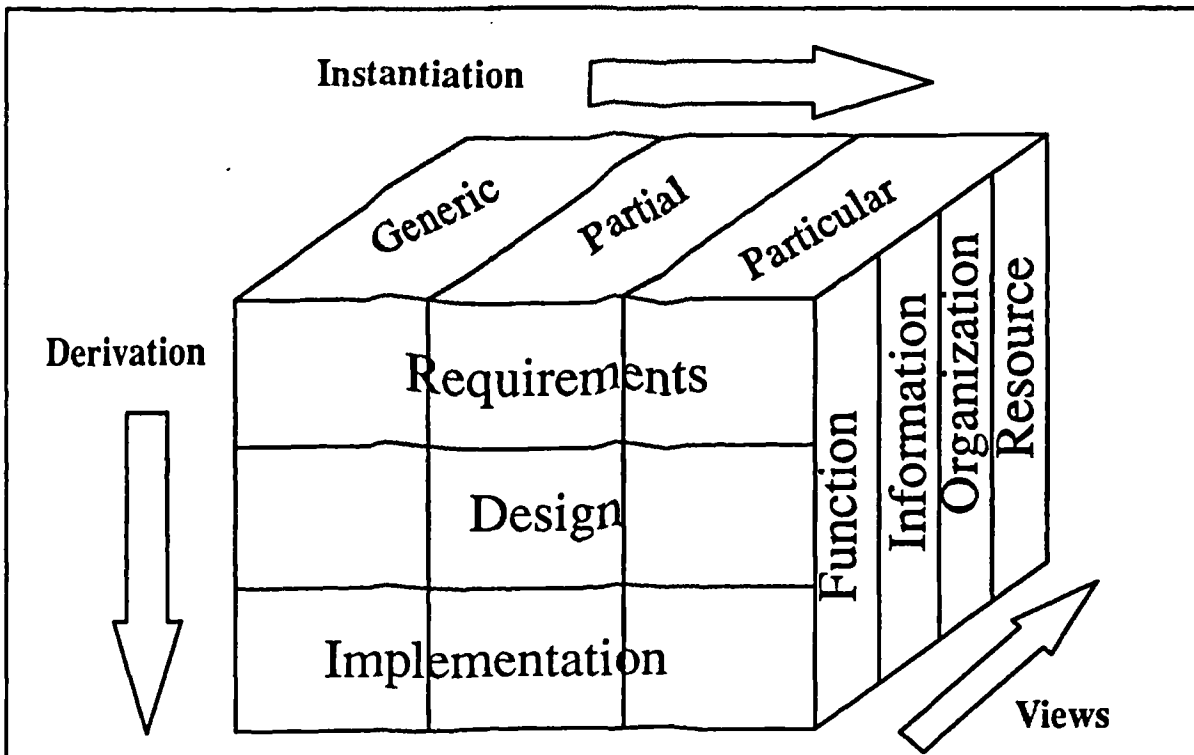 Instantiation
Generic
Partial
Particular
Derivation
Requirements
Design
Implementation
Function
Information
Organization
Resource
Views